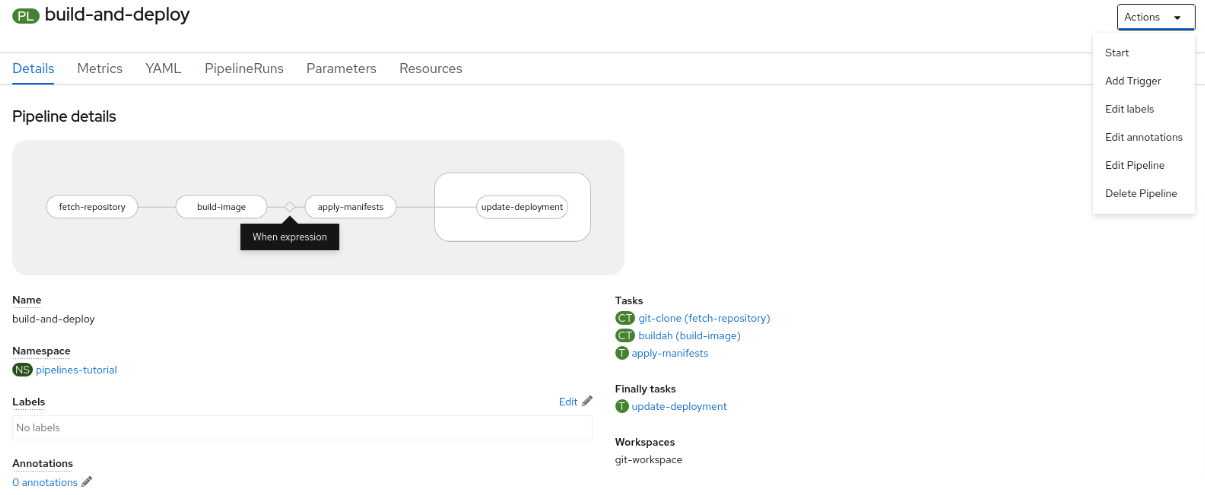 PL build-and-deploy
Actions
Start
Add Trigger
Edit labels
Edit annotations
Edit Pipeline
Delete Pipeline
Details Metrics YAML PipelineRuns Parameters Resources
Pipeline details
fetch-repository build-image apply-manifests update-deployment
When expression
Name
build-and-deploy
Namespace
NS pipelines-tutorial
Labels Edit
No labels
Annotations
0 annotations
Tasks
CT git-clone (fetch-repository)
CT buildah (build-image)
T apply-manifests
Finally tasks
T update-deployment
Workspaces
git-workspace